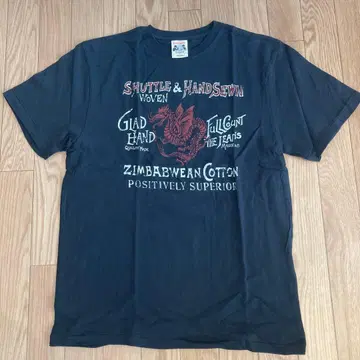 SHUTTLE & HANDSEWN
WOVEN
GLAD
HAND
FULLCOUNT
THE JEANS
ZIMBABWEAN COTTON
POSITIVELY SUPERIOR